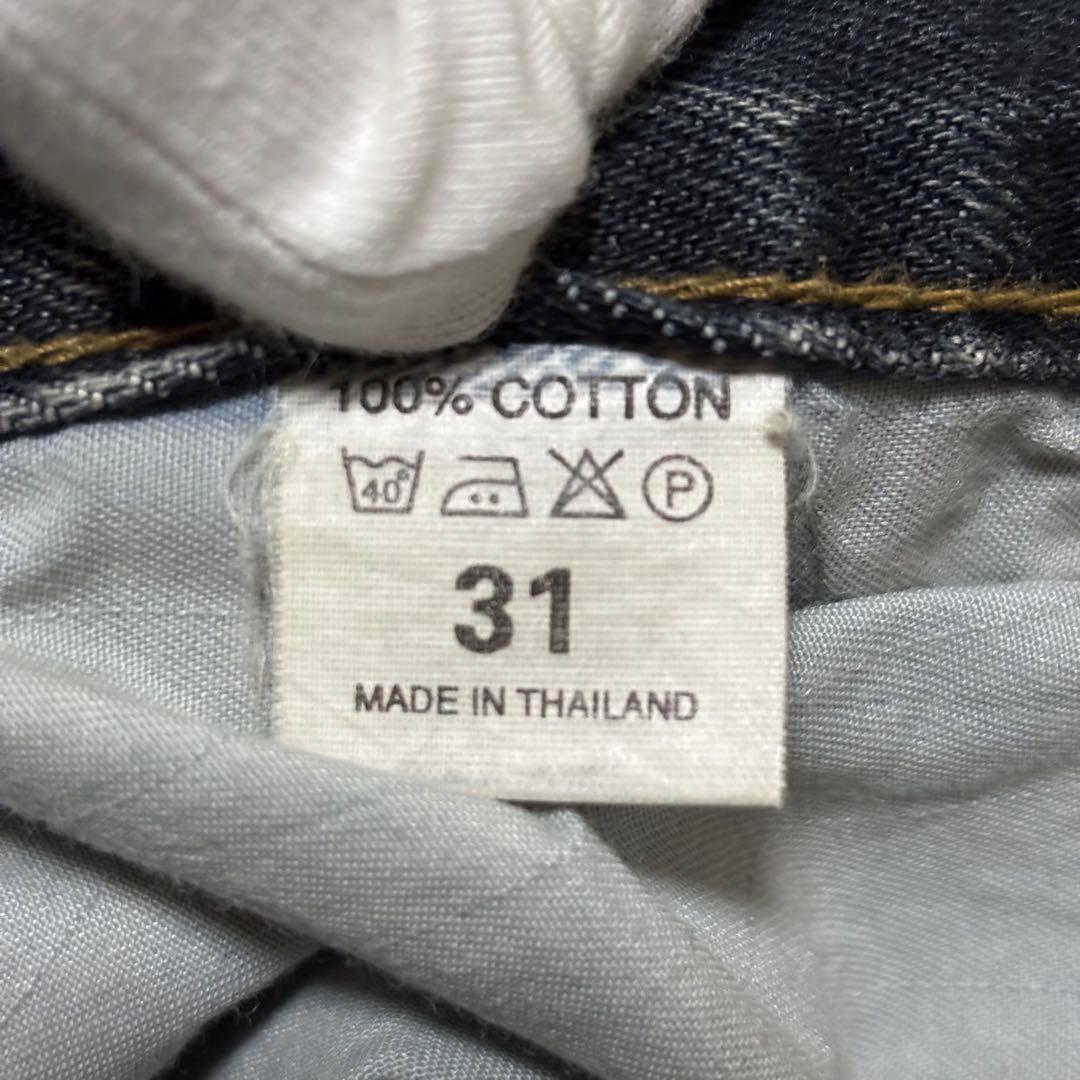 100% COTTON
40° P
31
MADE IN THAILAND